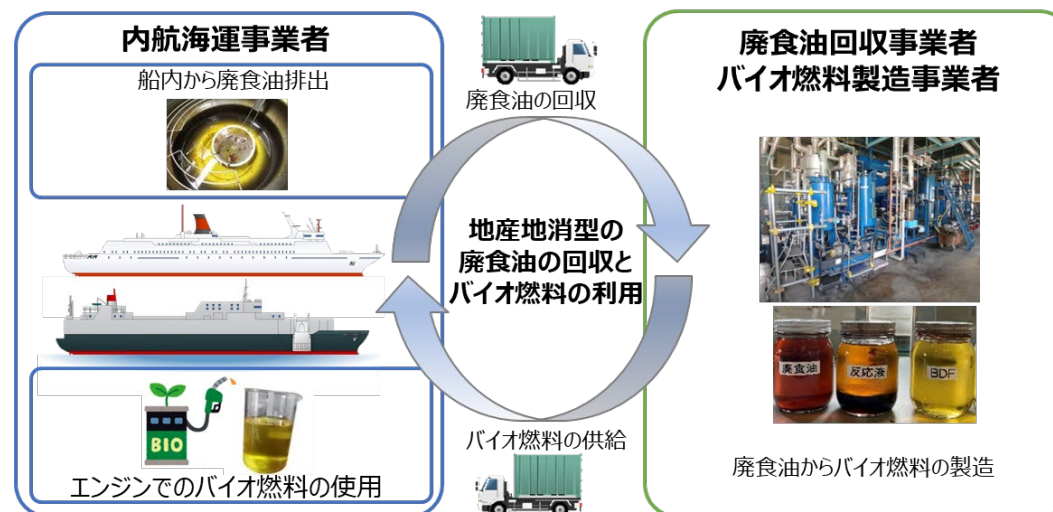 内航海運事業者
船内から廃食油排出
廃食油の回収
廃食油回収事業者
バイオ燃料製造事業者
地産地消型の
廃食油の回収と
バイオ燃料の利用
廃食油
反応液
BDF
BIO
エンジンでのバイオ燃料の使用
バイオ燃料の供給
廃食油からバイオ燃料の製造